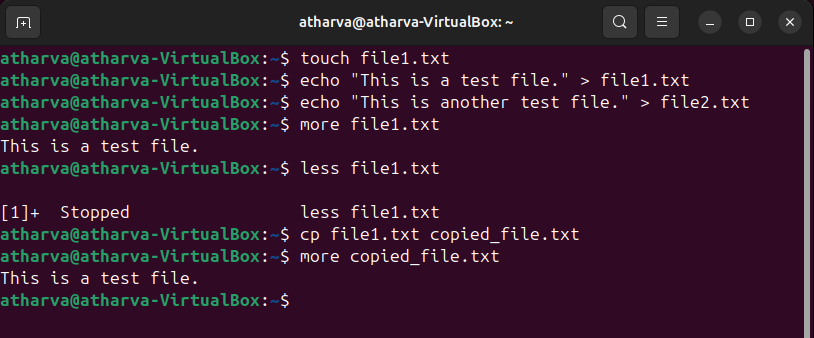 atharva@atharva-VirtualBox: ~
atharva@atharva-VirtualBox:~$ touch file1.txt
atharva@atharva-VirtualBox:~$ echo "This is a test file." > file1.txt
atharva@atharva-VirtualBox:~$ echo "This is another test file." > file2.txt
atharva@atharva-VirtualBox:~$ more file1.txt
This is a test file.
atharva@atharva-VirtualBox:~$ less file1.txt
[1]+  Stopped                 less file1.txt
atharva@atharva-VirtualBox:~$ cp file1.txt copied_file.txt
atharva@atharva-VirtualBox:~$ more copied_file.txt
This is a test file.
atharva@atharva-VirtualBox:~$